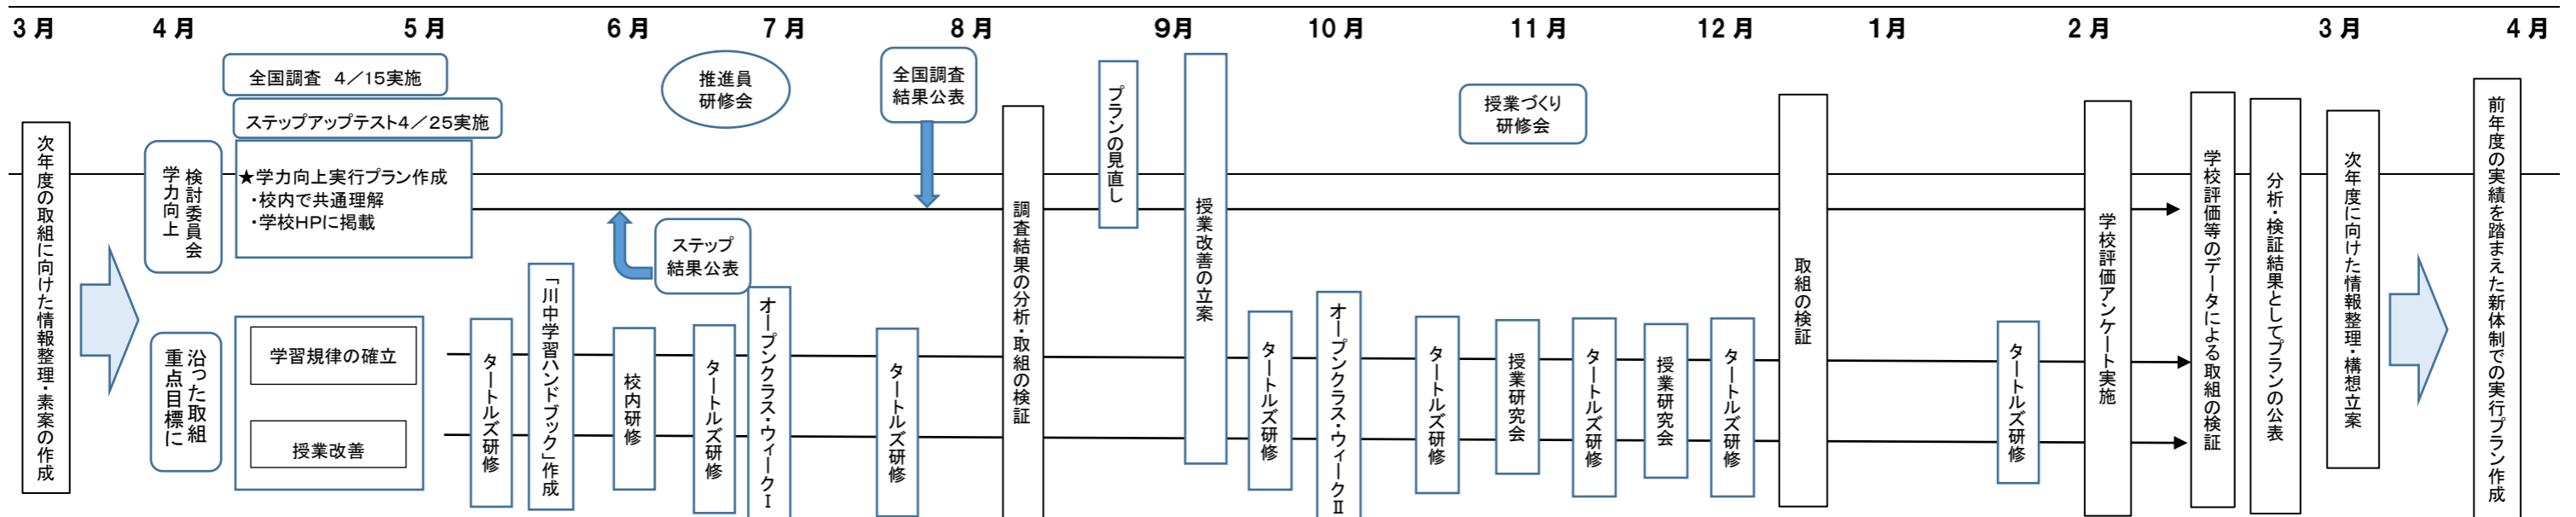 3月
4月
5月
6月
7月
8月
9月
10月
11月
12月
1月
2月
3月
4月
次年度の取組に向けた情報整理・素案の作成
学力向上
検討委員会
重点目標に
沿った取組
全国調査 4/15実施
ステップアップテスト4/25実施
★学力向上実行プラン作成
・校内で共通理解
・学校HPに掲載
学習規律の確立
授業改善
タートルズ研修
「川中学習ハンドブック」作成
ステップ
結果公表
校内研修
推進員
研修会
タートルズ研修
オープンクラス・ウィークⅠ
全国調査
結果公表
タートルズ研修
調査結果の分析・取組の検証
プランの見直し
授業改善の立案
タートルズ研修
オープンクラス・ウィークⅡ
タートルズ研修
授業づくり
研修会
授業研究会
タートルズ研修
授業研究会
タートルズ研修
取組の検証
タートルズ研修
学校評価アンケート実施
学校評価等のデータによる取組の検証
分析・検証結果としてプランの公表
次年度に向けた情報整理・構想立案
前年度の実績を踏まえた新体制での実行プラン作成